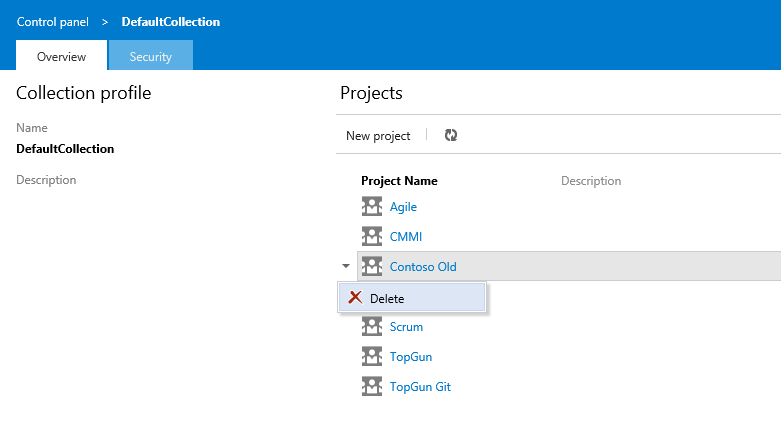 Control panel > DefaultCollection
Overview Security
Collection profile
Name
DefaultCollection
Description
Projects
New project
Project Name Description
Agile
CMMI
Contoso Old
Delete
Scrum
TopGun
TopGun Git